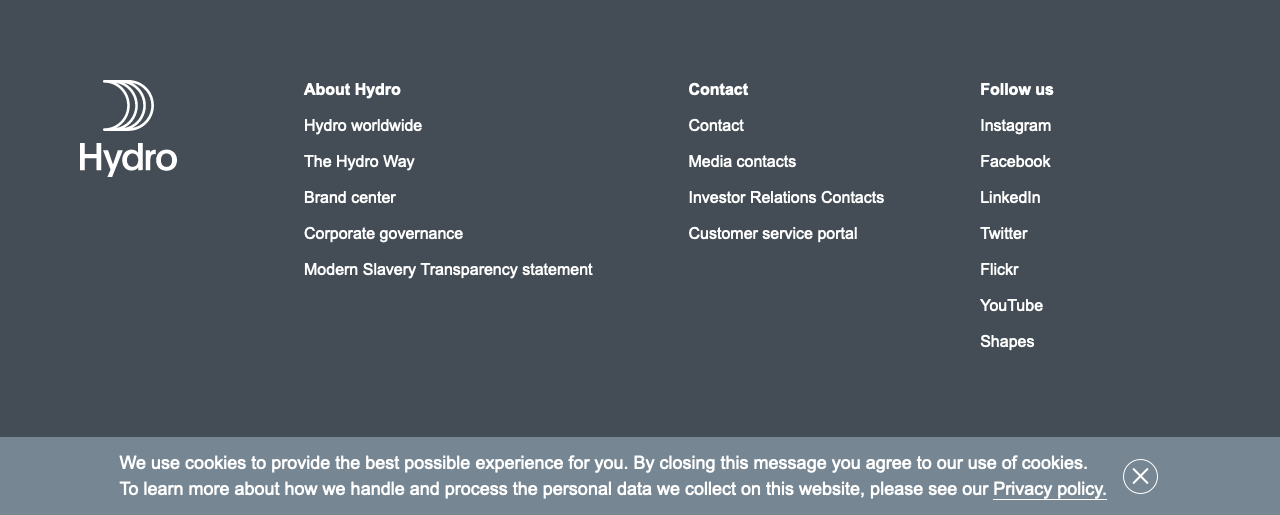 Hydro
About Hydro
Hydro worldwide
The Hydro Way
Brand center
Corporate governance
Modern Slavery Transparency statement
Contact
Contact
Media contacts
Investor Relations Contacts
Customer service portal
Follow us
Instagram
Facebook
LinkedIn
Twitter
Flickr
YouTube
Shapes
We use cookies to provide the best possible experience for you. By closing this message you agree to our use of cookies.
To learn more about how we handle and process the personal data we collect on this website, please see our Privacy policy.